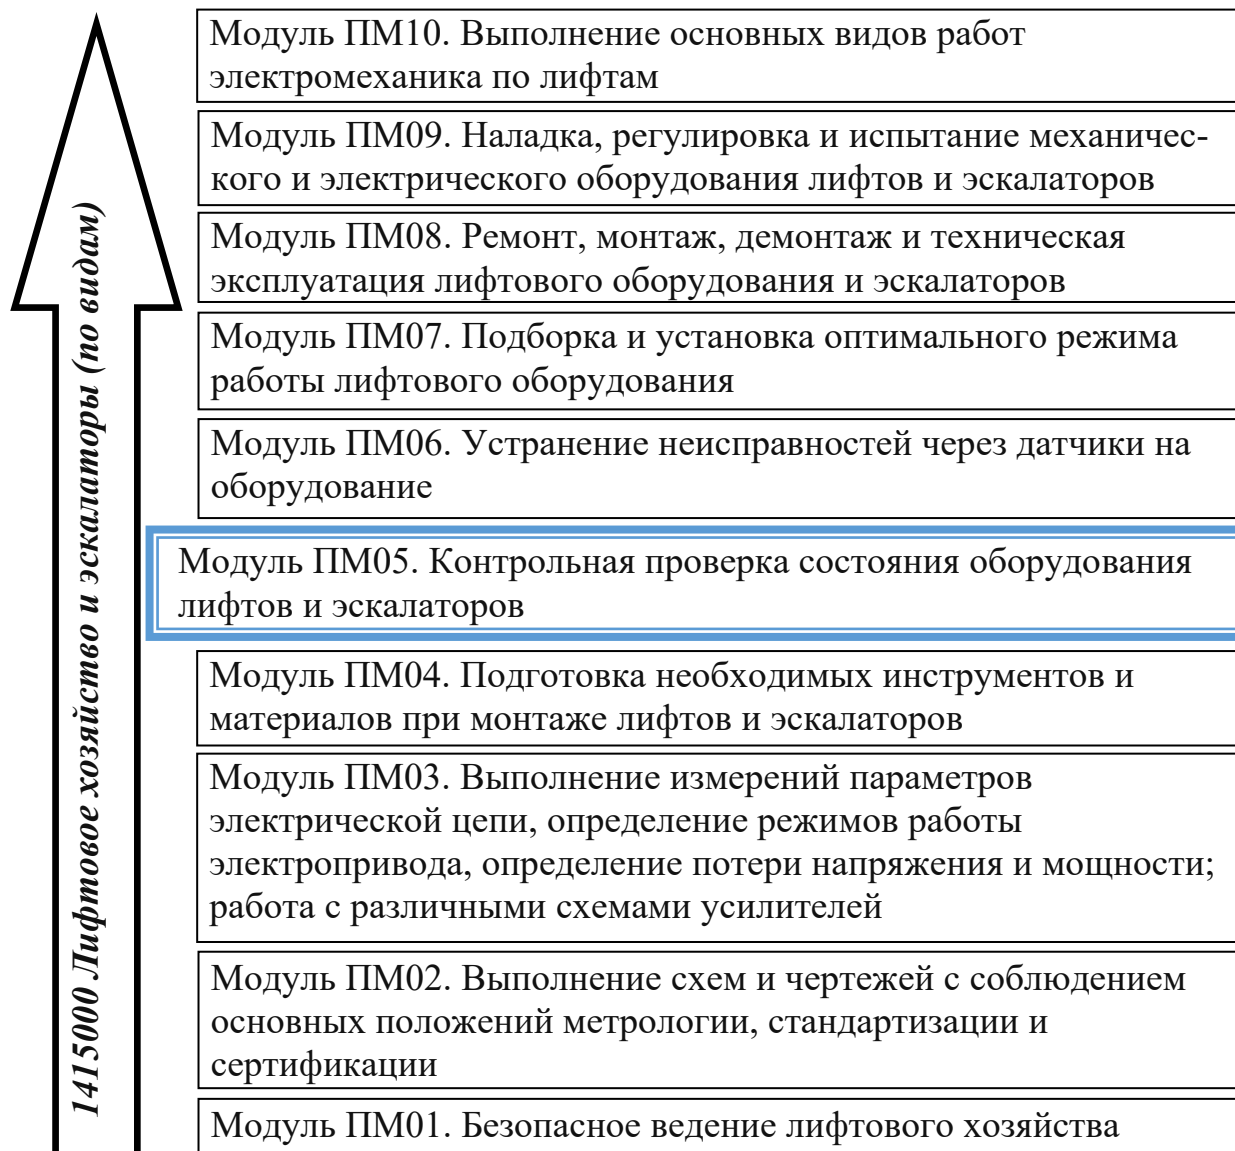 Модуль ПМ10. Выполнение основных видов работ
электромеханика по лифтам
Модуль ПМ09. Наладка, регулировка и испытание механичес-
кого и электрического оборудования лифтов и эскалаторов
Модуль ПМ08. Ремонт, монтаж, демонтаж и техническая
эксплуатация лифтового оборудования и эскалаторов
Модуль ПМ07. Подборка и установка оптимального режима
работы лифтового оборудования
Модуль ПМ06. Устранение неисправностей через датчики на
оборудование
Модуль ПМ05. Контрольная проверка состояния оборудования
лифтов и эскалаторов
Модуль ПМ04. Подготовка необходимых инструментов и
материалов при монтаже лифтов и эскалаторов
Модуль ПМ03. Выполнение измерений параметров
электрической цепи, определение режимов работы
электропривода, определение потери напряжения и мощности;
работа с различными схемами усилителей
Модуль ПМ02. Выполнение схем и чертежей с соблюдением
основных положений метрологии, стандартизации и
сертификации
Модуль ПМ01. Безопасное ведение лифтового хозяйства
1415000 Лифтовое хозяйство и эскалаторы (по видам)